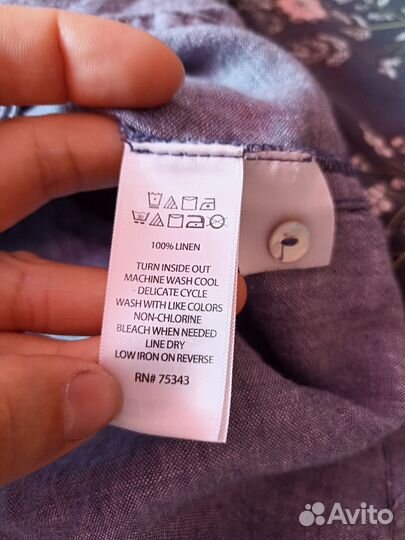 100% LINEN
TURN INSIDE OUT
MACHINE WASH COOL
- DELICATE CYCLE
WASH WITH LIKE COLORS
NON-CHLORINE
BLEACH WHEN NEEDED
LINE DRY
LOW IRON ON REVERSE
RN# 75343
Avito